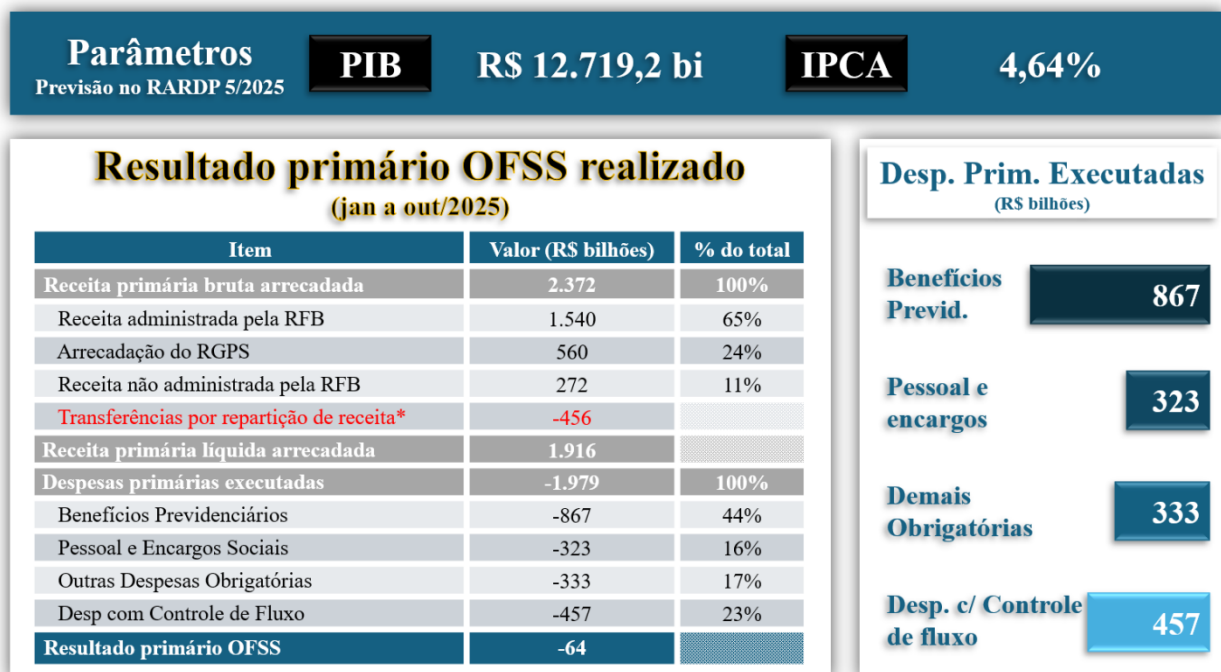 Parâmetros
Previsão no RARDP 5/2025
PIB
R$ 12.719,2 bi
IPCA
4,64%
Resultado primário OFSS realizado
(jan a out/2025)
Item Valor (R$ bilhões) % do total
Receita primária bruta arrecadada 2.372 100%
Receita administrada pela RFB 1.540 65%
Arrecadação do RGPS 560 24%
Receita não administrada pela RFB 272 11%
Transferências por repartição de receita* -456
Receita primária líquida arrecadada 1.916
Despesas primárias executadas -1.979 100%
Benefícios Previdenciários -867 44%
Pessoal e Encargos Sociais -323 16%
Outras Despesas Obrigatórias -333 17%
Desp com Controle de Fluxo -457 23%
Resultado primário OFSS -64
Desp. Prim. Executadas
(R$ bilhões)
Benefícios
Previd.
867
Pessoal e
encargos
323
Demais
Obrigatórias
333
Desp. c/ Controle
de fluxo
457